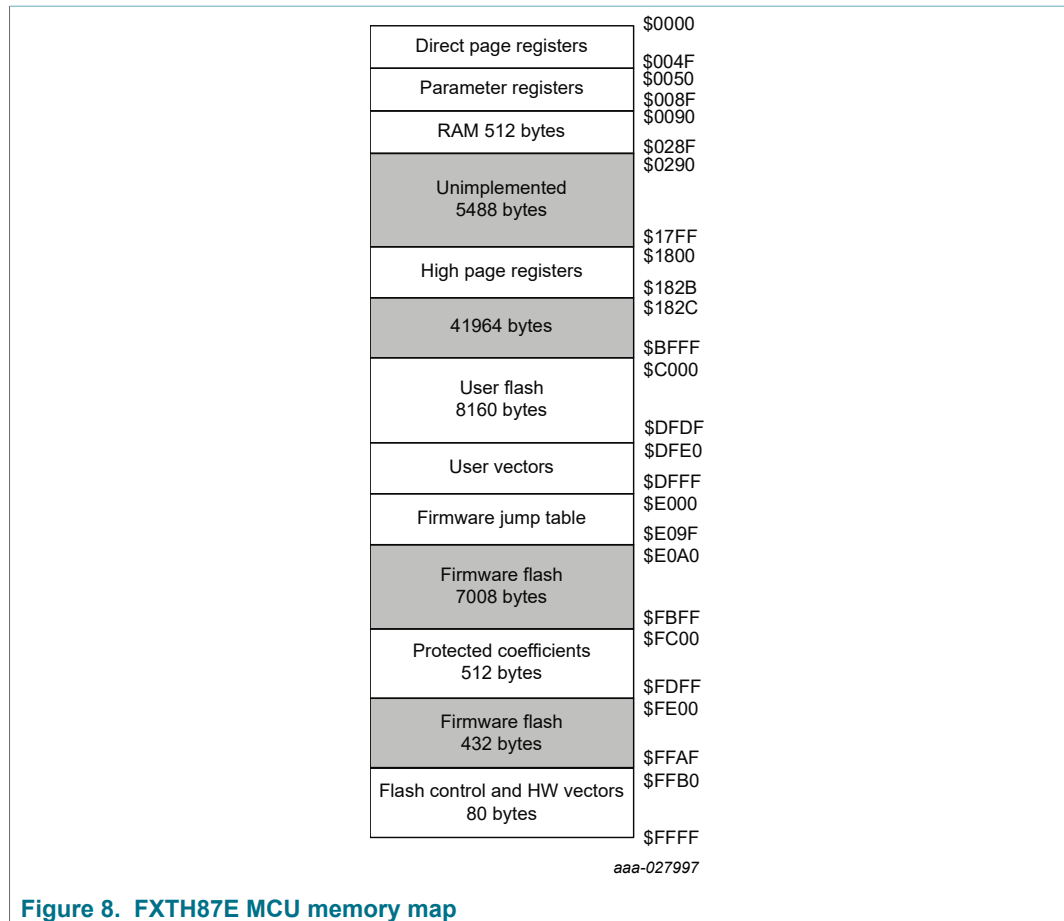 $0000
Direct page registers
$004F
$0050
Parameter registers
$008F
$0090
RAM 512 bytes
$028F
$0290
Unimplemented
5488 bytes
$17FF
$1800
High page registers
$182B
$182C
41964 bytes
$BFFF
$C000
User flash
8160 bytes
$DFDF
$DFE0
User vectors
$DFFF
$E000
Firmware jump table
$E09F
$E0A0
Firmware flash
7008 bytes
$FBFF
$FC00
Protected coefficients
512 bytes
$FDFF
$FE00
Firmware flash
432 bytes
$FFAF
$FFB0
Flash control and HW vectors
80 bytes
$FFFF
aaa-027997
Figure 8. FXTH87E MCU memory map